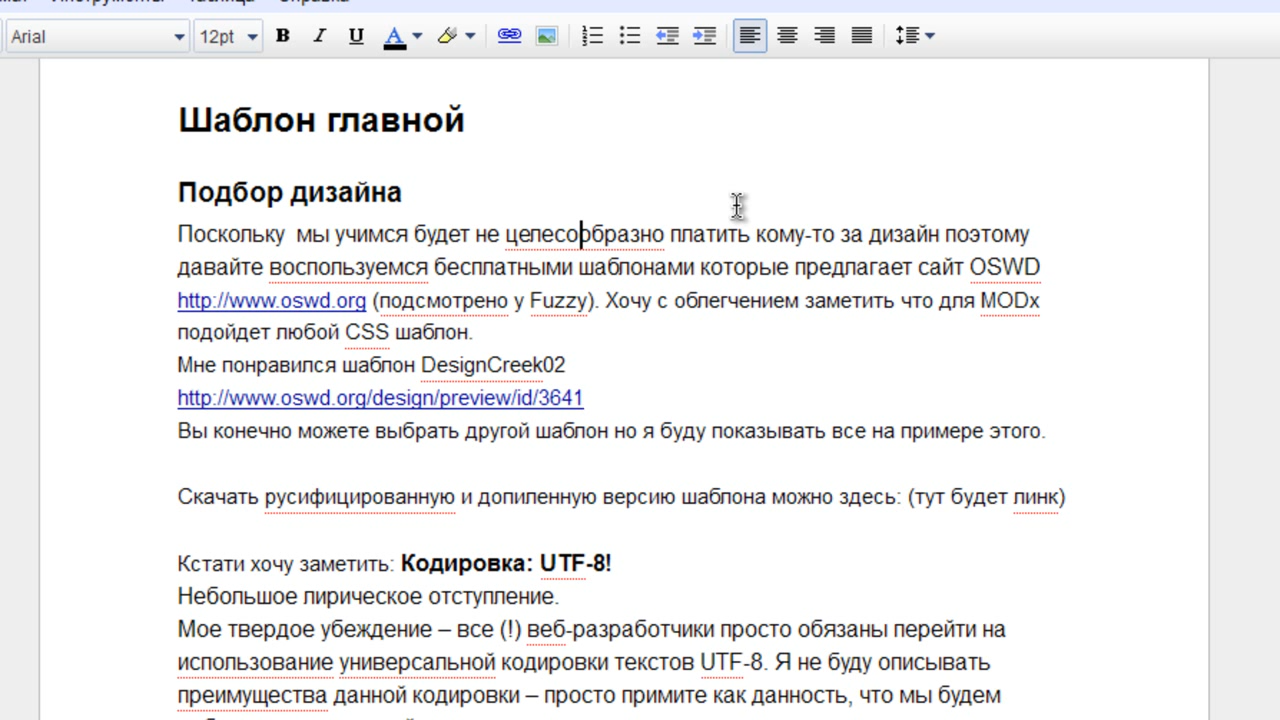 Таблица Справка
Arial 12pt B I U A
Шаблон главной
Подбор дизайна
Поскольку мы учимся будет не целесообразно платить кому-то за дизайн поэтому
давайте воспользуемся бесплатными шаблонами которые предлагает сайт OSWD
http://www.oswd.org (подсмотрено у Fuzzy). Хочу с облегчением заметить что для MODx
подойдет любой CSS шаблон.
Мне понравился шаблон DesignCreek02
http://www.oswd.org/design/preview/id/3641
Вы конечно можете выбрать другой шаблон но я буду показывать все на примере этого.
Скачать русифицированную и допиленную версию шаблона можно здесь: (тут будет линк)
Кстати хочу заметить: Кодировка: UTF-8!
Небольшое лирическое отступление.
Мое твердое убеждение – все (!) веб-разработчики просто обязаны перейти на
использование универсальной кодировки текстов UTF-8. Я не буду описывать
преимущества данной кодировки – просто примите как данность, что мы будем